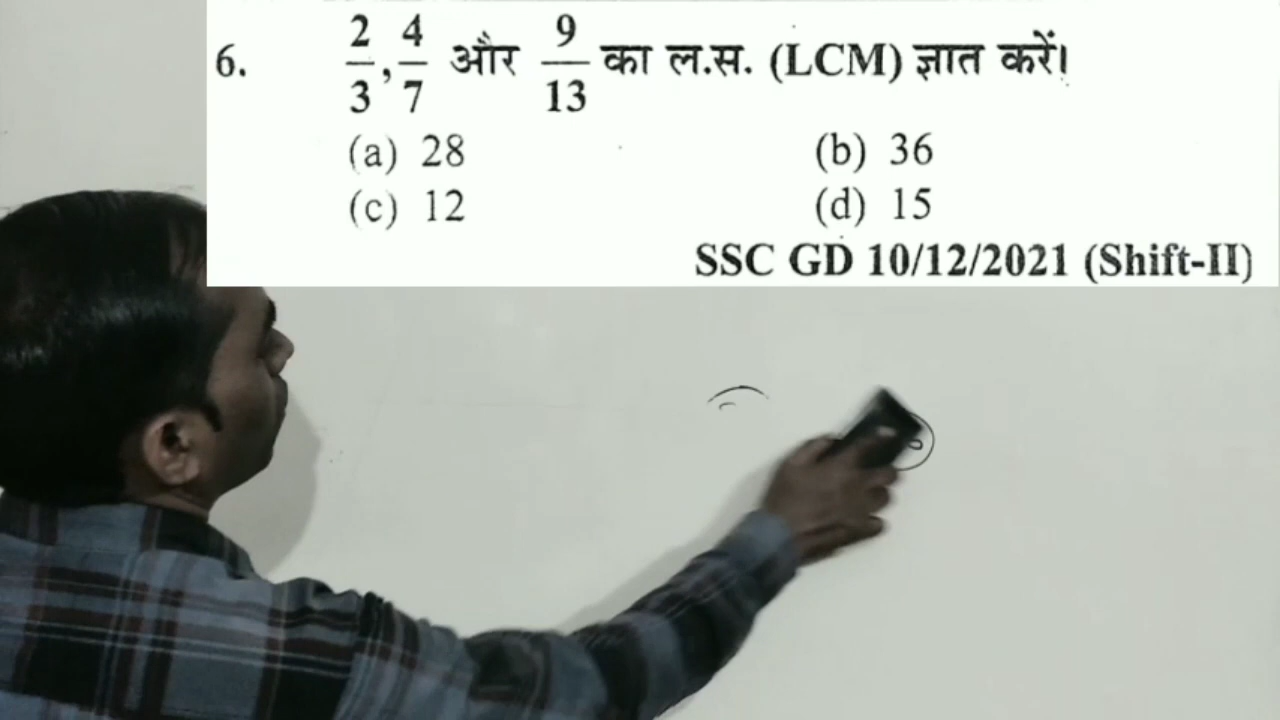 6. 2/3, 4/7 और 9/13 का ल.स. (LCM) ज्ञात करें।
(a) 28 (b) 36
(c) 12 (d) 15
SSC GD 10/12/2021 (Shift-II)